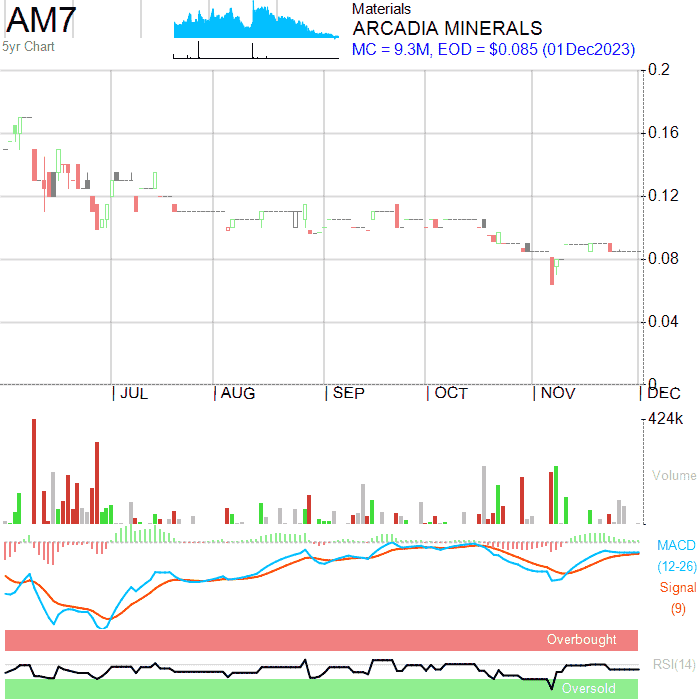 AM7
5yr Chart
Materials
ARCADIA MINERALS
MC = 9.3M, EOD = $0.085 (01Dec2023)
0.2
0.16
0.12
0.08
0.04
0
JUL
AUG
SEP
OCT
NOV
DEC
424k
Volume
MACD
(12-26)
Signal
(9)
Overbought
RSI(14)
Oversold